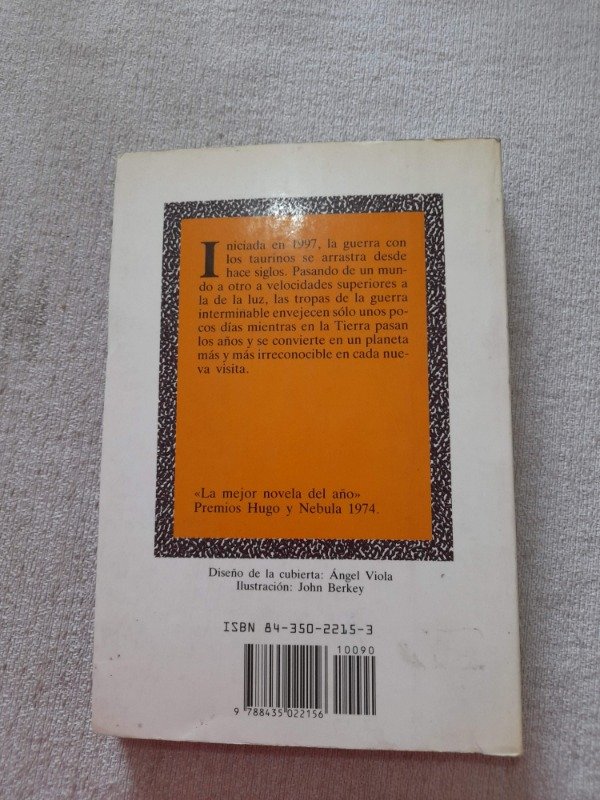 Iniciada en 1997, la guerra con
los taurinos se arrastra desde
hace siglos. Pasando de un mun-
do a otro a velocidades superiores a
la de la luz, las tropas de la guerra
interminable envejecen sólo unos po-
cos días mientras en la Tierra pasan
los años y se convierte en un planeta
más y más irreconocible en cada nue-
va visita.
«La mejor novela del año»
Premios Hugo y Nebula 1974.
Diseño de la cubierta: Ángel Viola
Ilustración: John Berkey
ISBN 84-350-2215-3
10090
9 788435 022156